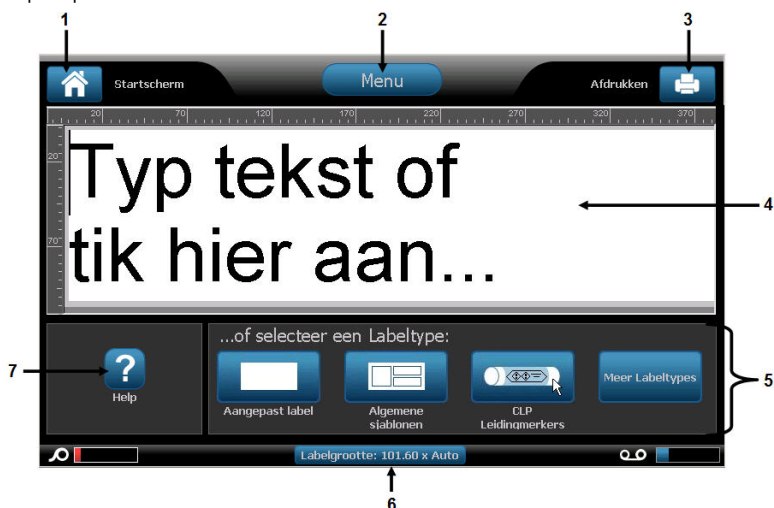 1
2
3
Startscherm
Menu
Afdrukken
20 70 120 170 220 270 320 370
20
70
Typ tekst of
tik hier aan...
4
...of selecteer een Labeltype:
5
7
?
Help
Aangepast label
Algemene
sjablonen
CLP
Leidingmerkers
Meer Labeltypes
Labelgrootte: 101.60 x Auto
6